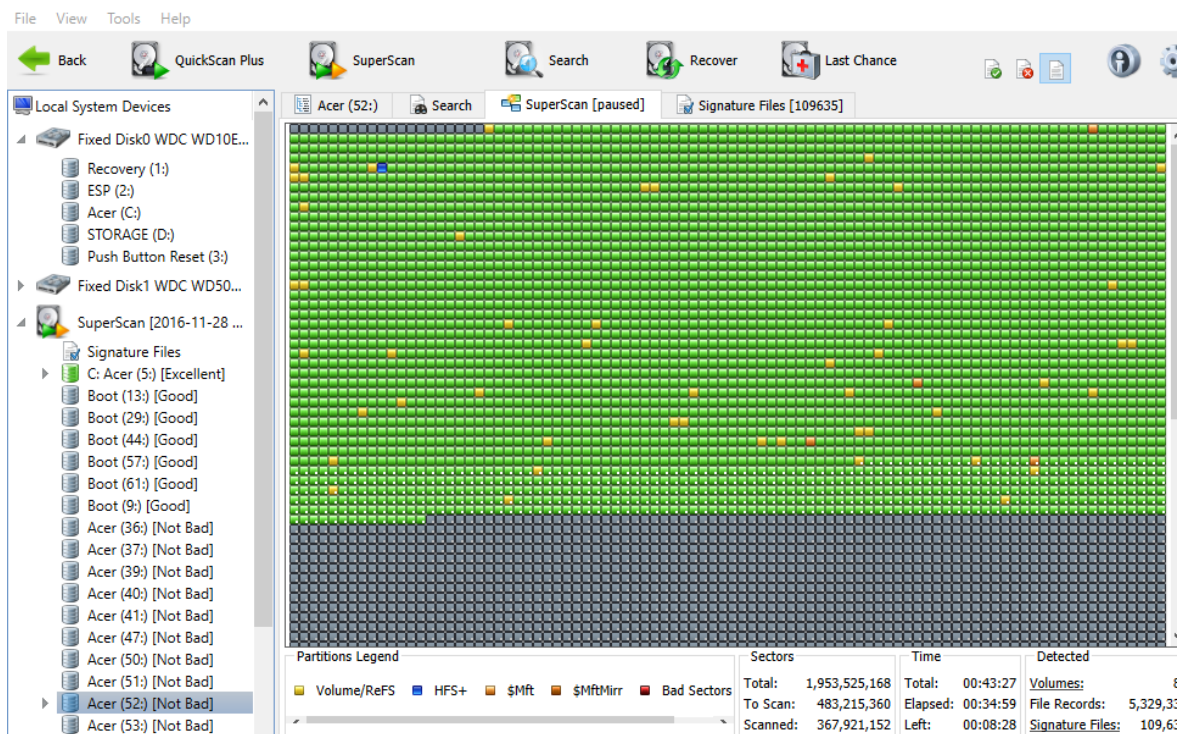 File View Tools Help
Back QuickScan Plus SuperScan Search Recover Last Chance
Local System Devices
Fixed Disk0 WDC WD10E...
Recovery (1:)
ESP (2:)
Acer (C:)
STORAGE (D:)
Push Button Reset (3:)
Fixed Disk1 WDC WD50...
SuperScan [2016-11-28 ...
Signature Files
C: Acer (5:) [Excellent]
Boot (13:) [Good]
Boot (29:) [Good]
Boot (44:) [Good]
Boot (57:) [Good]
Boot (61:) [Good]
Boot (9:) [Good]
Acer (36:) [Not Bad]
Acer (37:) [Not Bad]
Acer (39:) [Not Bad]
Acer (40:) [Not Bad]
Acer (41:) [Not Bad]
Acer (47:) [Not Bad]
Acer (50:) [Not Bad]
Acer (51:) [Not Bad]
Acer (52:) [Not Bad]
Acer (53:) [Not Bad]
Acer (52:) Search SuperScan [paused] Signature Files [109635]
Partitions Legend
Volume/ReFS HFS+ $Mft $MftMirr Bad Sectors
Sectors
Total: 1,953,525,168
To Scan: 483,215,360
Scanned: 367,921,152
Time
Total: 00:43:27
Elapsed: 00:34:59
Left: 00:08:28
Detected
Volumes: 
File Records: 5,329,33
Signature Files: 109,63